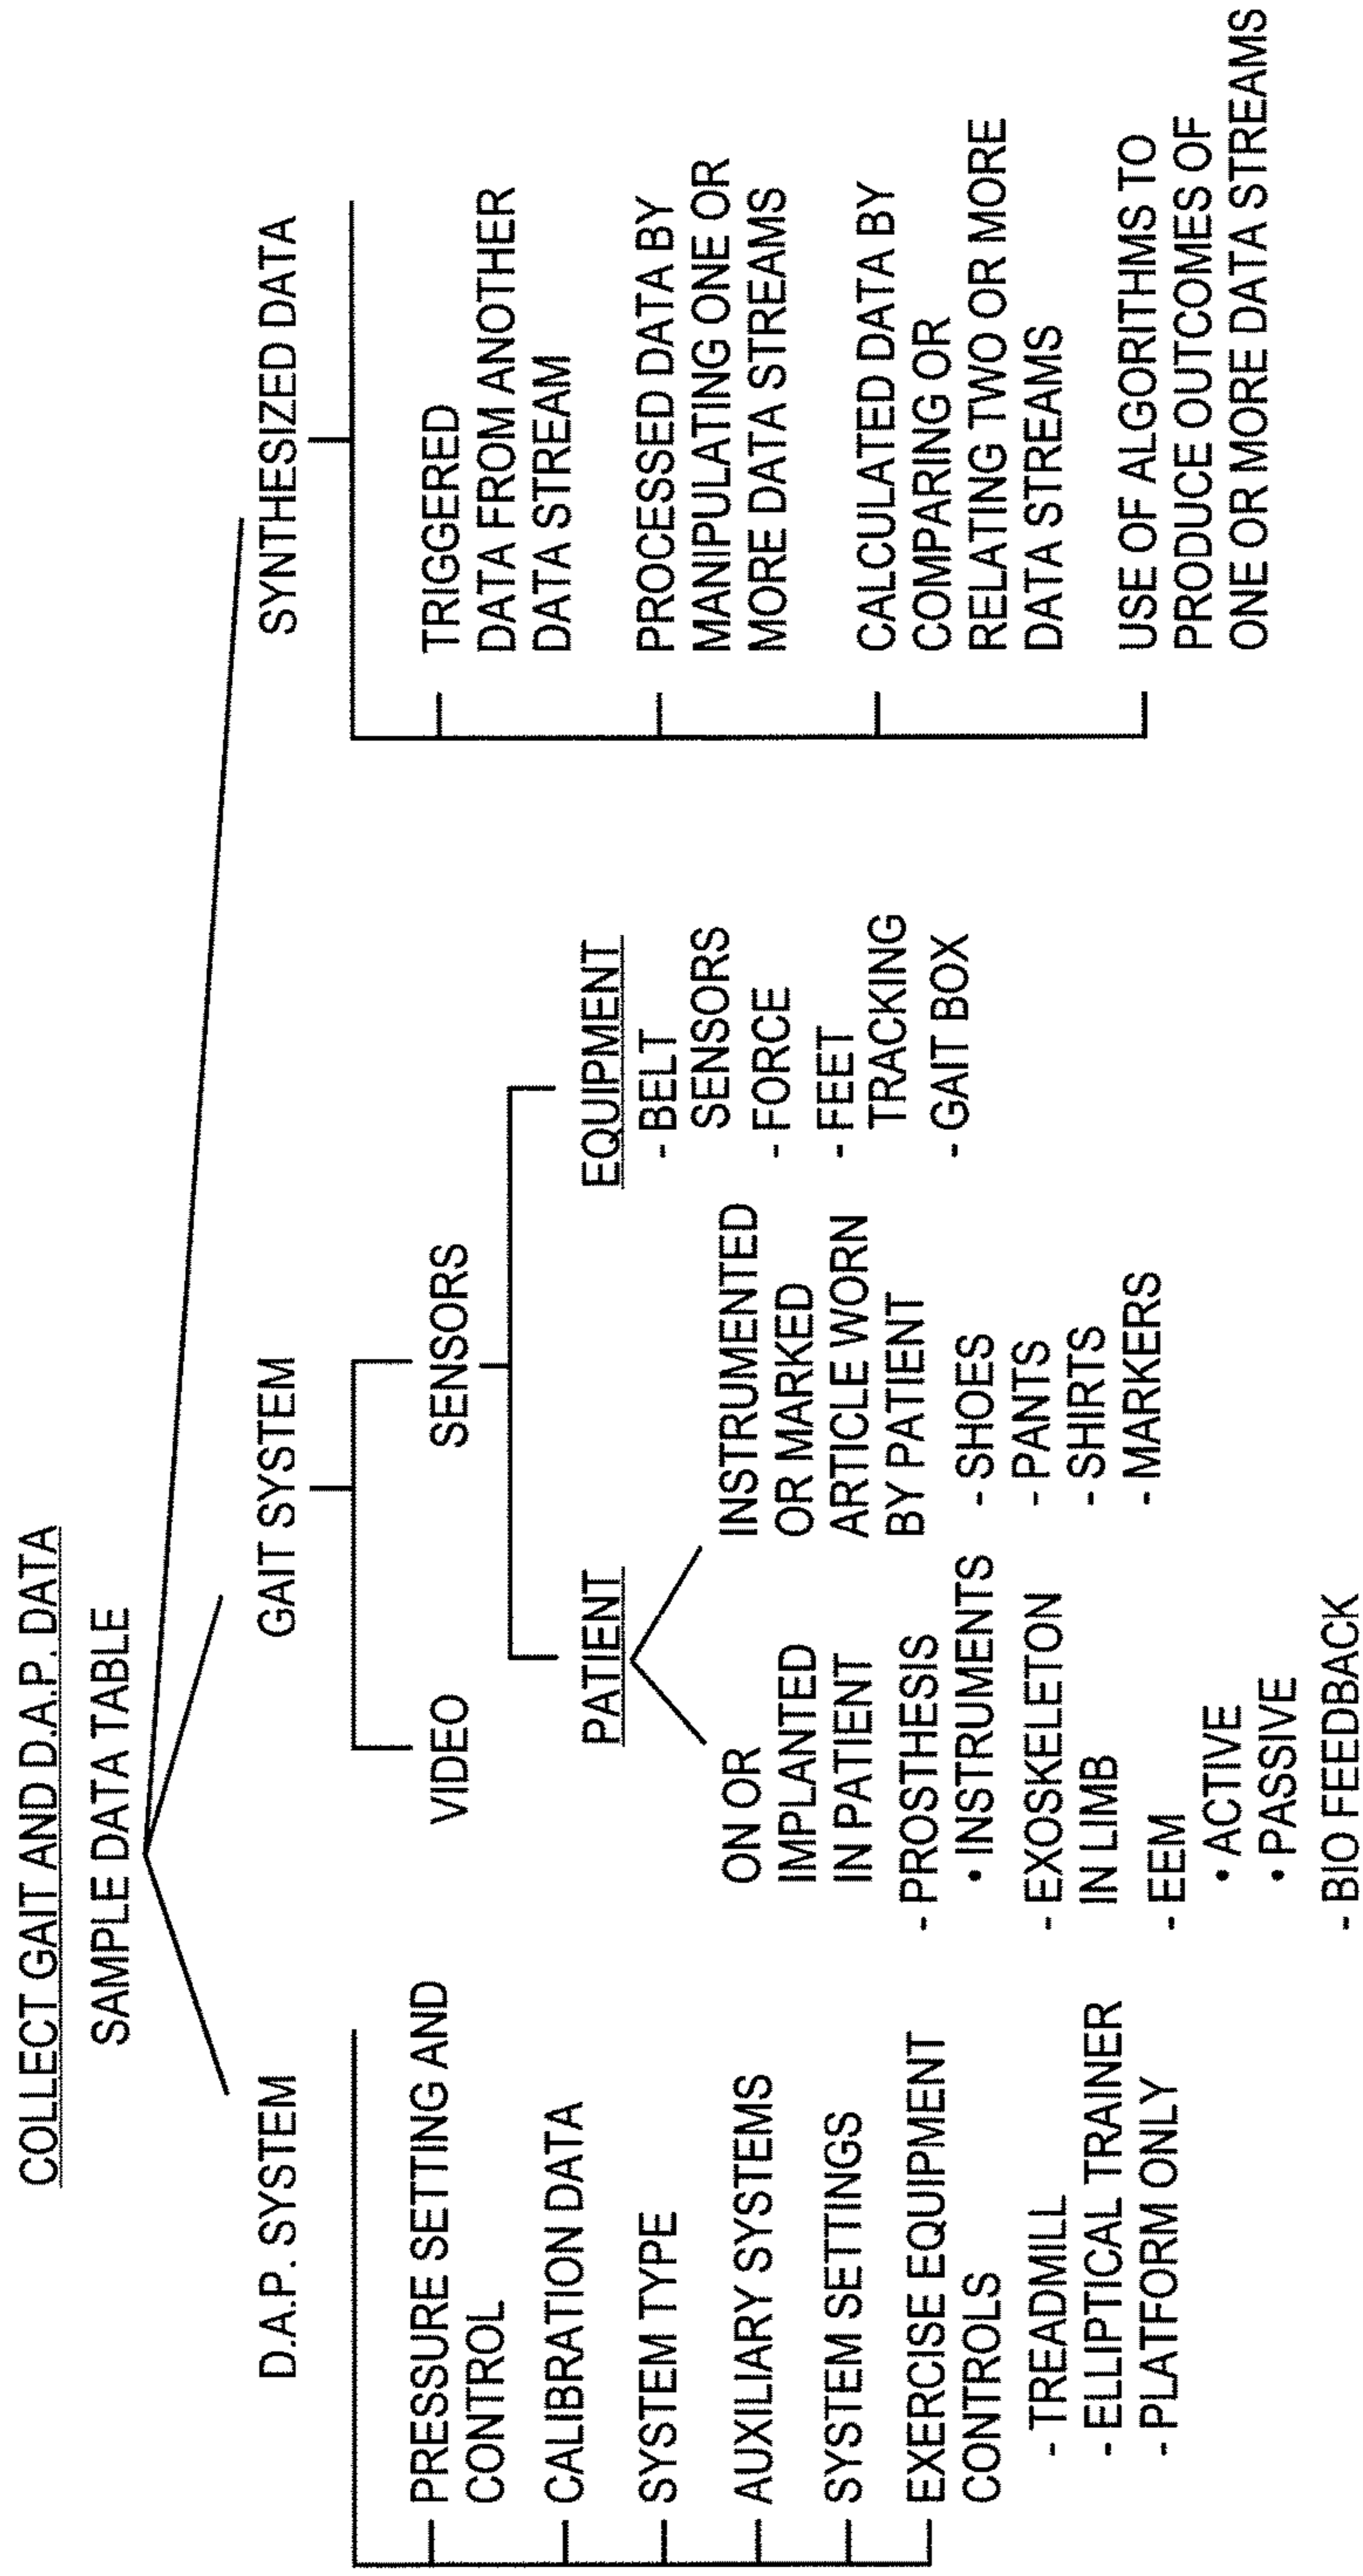 COLLECT GAIT AND D.A.P. DATA
SAMPLE DATA TABLE
D.A.P. SYSTEM
PRESSURE SETTING AND
CONTROL
CALIBRATION DATA
SYSTEM TYPE
AUXILIARY SYSTEMS
SYSTEM SETTINGS
EXERCISE EQUIPMENT
CONTROLS
- TREADMILL
- ELLIPTICAL TRAINER
- PLATFORM ONLY
GAIT SYSTEM
VIDEO
SENSORS
PATIENT
ON OR
IMPLANTED
IN PATIENT
- PROSTHESIS
• INSTRUMENTS
- EXOSKELETON
IN LIMB
- EEM
• ACTIVE
• PASSIVE
- BIO FEEDBACK
INSTRUMENTED
OR MARKED
ARTICLE WORN
BY PATIENT
- SHOES
- PANTS
- SHIRTS
- MARKERS
EQUIPMENT
- BELT
SENSORS
- FORCE
- FEET
TRACKING
- GAIT BOX
SYNTHESIZED DATA
TRIGGERED
DATA FROM ANOTHER
DATA STREAM
PROCESSED DATA BY
MANIPULATING ONE OR
MORE DATA STREAMS
CALCULATED DATA BY
COMPARING OR
RELATING TWO OR MORE
DATA STREAMS
USE OF ALGORITHMS TO
PRODUCE OUTCOMES OF
ONE OR MORE DATA STREAMS